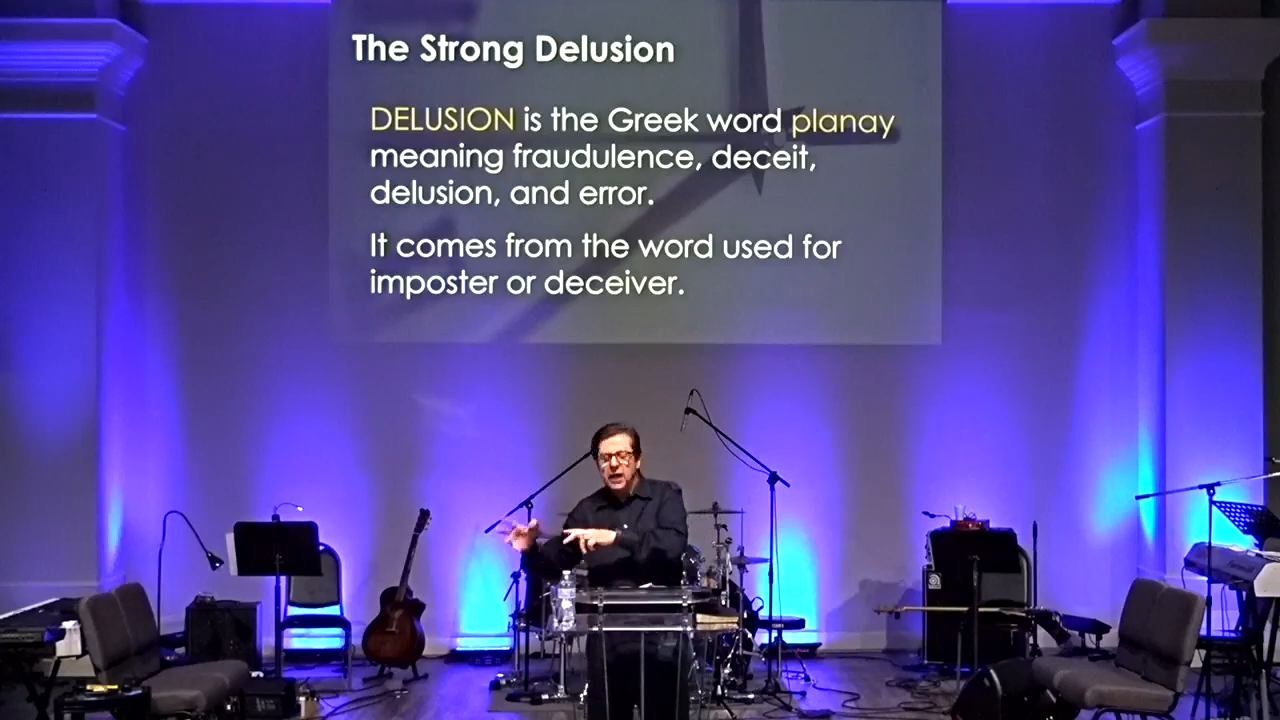 The Strong Delusion
DELUSION is the Greek word planay
meaning fraudulence, deceit,
delusion, and error.
It comes from the word used for
imposter or deceiver.